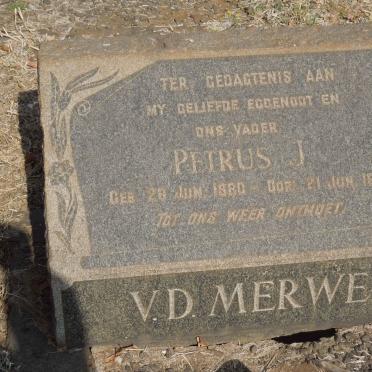 TER GEDAGTENIS AAN
MY GELIEFDE EGGENOOT EN
ONS VADER
PETRUS J.
GEB. 26 JUN. 1880 - OORL. 21 JUN.
TOT ONS WEER ONTMOET
V.D. MERWE